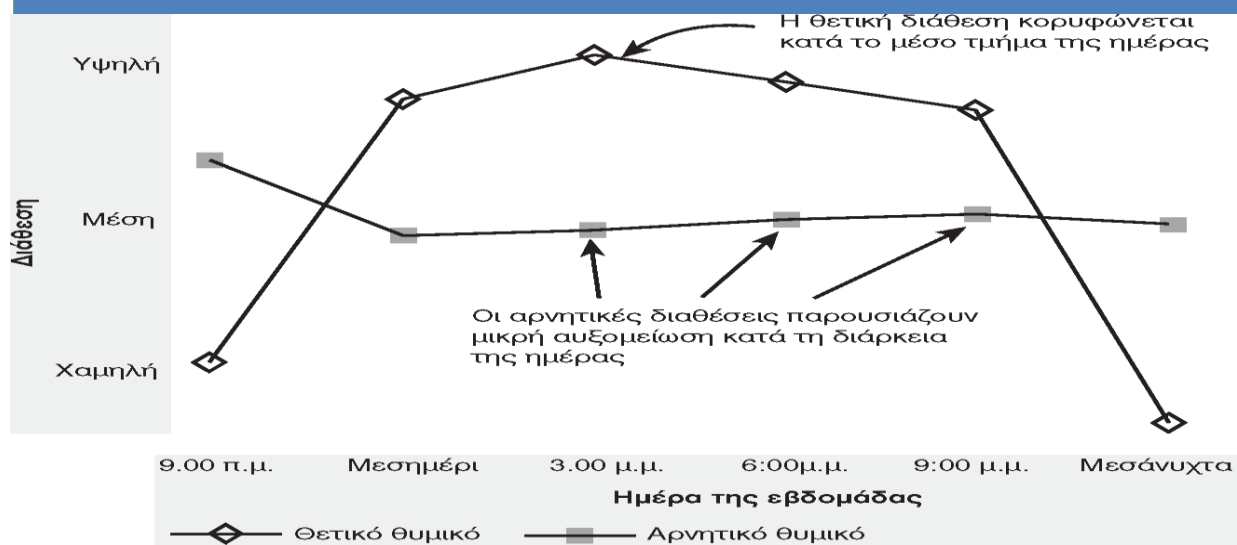 Η θετική διάθεση κορυφώνεται
κατά το μέσο τμήμα της ημέρας
Υψηλή
Μέση
Χαμηλή
Διάθεση
Οι αρνητικές διαθέσεις παρουσιάζουν
μικρή αυξομείωση κατά τη διάρκεια
της ημέρας
9.00 π.μ. Μεσημέρι 3.00 μ.μ. 6:00μ.μ. 9:00 μ.μ. Μεσάνυχτα
Ημέρα της εβδομάδας
Θετικό θυμικό Αρνητικό θυμικό